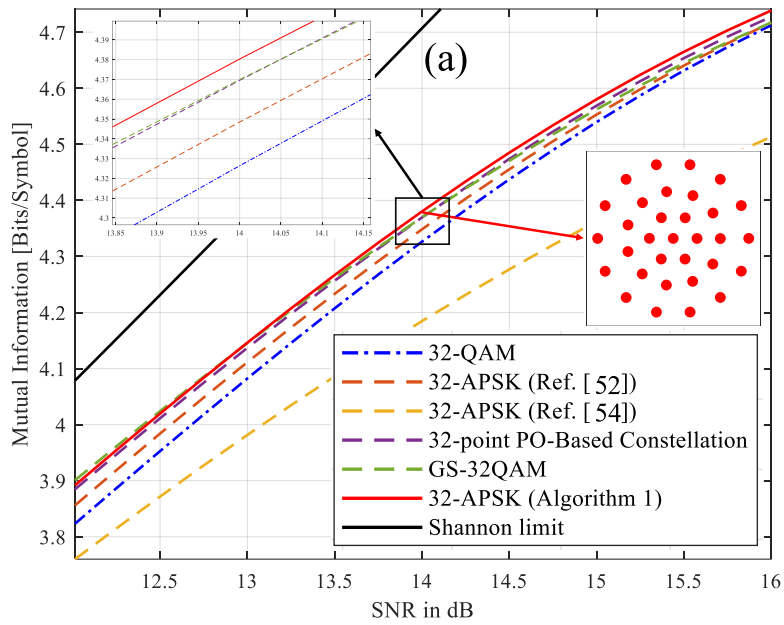 (a)
4.39
4.38
4.37
4.36
4.35
4.34
4.33
4.32
4.31
4.3
13.85 13.9 13.95 14 14.05 14.1 14.15
4.7
4.6
4.5
4.4
4.3
4.2
4.1
4
3.9
3.8
Mutual Information [Bits/Symbol]
32-QAM
32-APSK (Ref. [52])
32-APSK (Ref. [54])
32-point PO-Based Constellation
GS-32QAM
32-APSK (Algorithm 1)
Shannon limit
12.5 13 13.5 14 14.5 15 15.5 16
SNR in dB